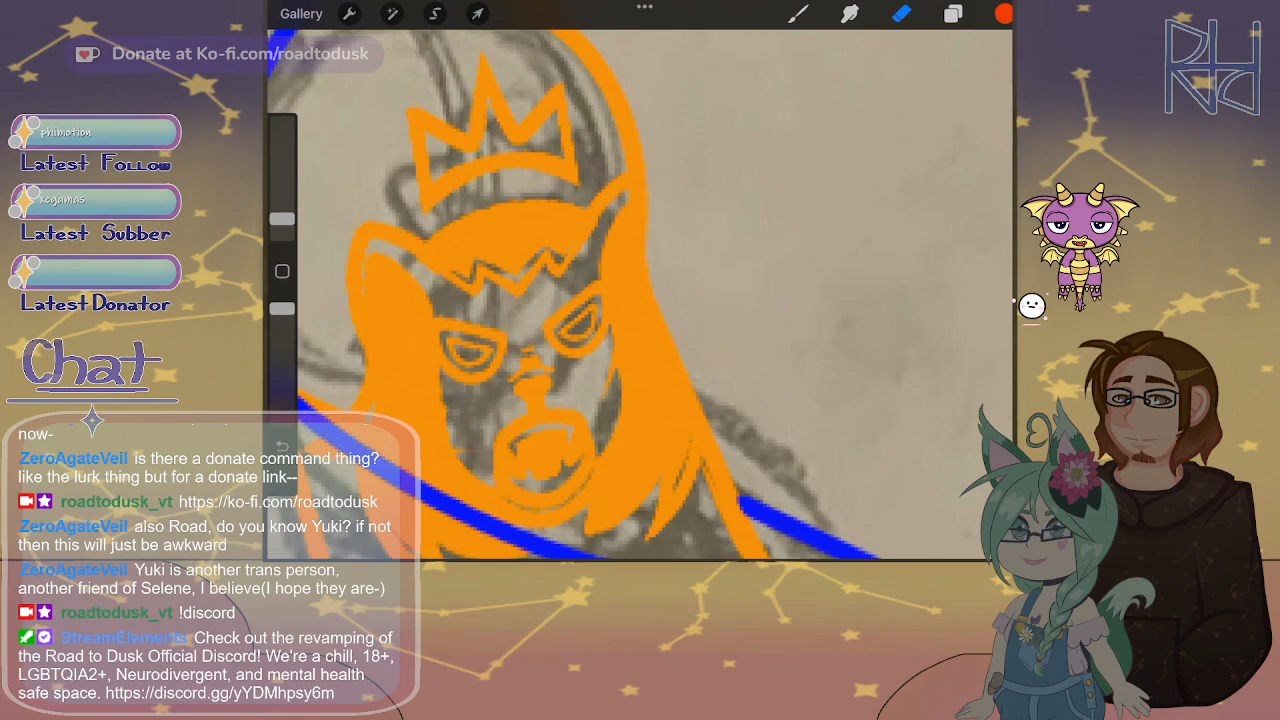 Gallery
Donate at Ko-fi.com/roadtodusk
phimotion
Latest Follow
xcgamas
Latest Subber
Latest Donator
Chat
now-
ZeroAgateVeil is there a donate command thing?
like the lurk thing but for a donate link--
roadtodusk_vt https://ko-fi.com/roadtodusk
ZeroAgateVeil also Road, do you know Yuki? if not
then this will just be awkward
ZeroAgateVeil Yuki is another trans person,
another friend of Selene, I believe(I hope they are-)
roadtodusk_vt !discord
StreamElements Check out the revamping of
the Road to Dusk Official Discord! We're a chill, 18+,
LGBTQIA2+, Neurodivergent, and mental health
safe space. https://discord.gg/yYDMhpsy6m